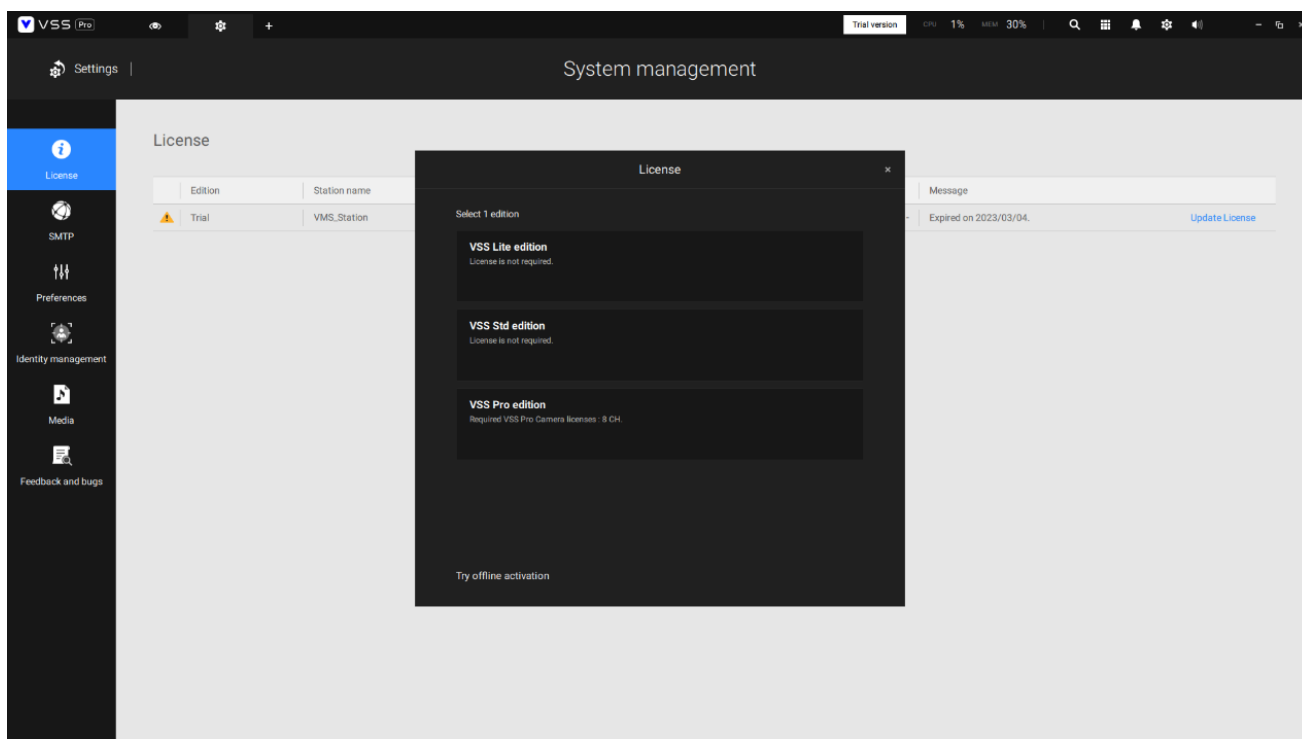 VSS Pro
Trial version CPU 1% MEM 30%
Settings
System management
License
SMTP
Preferences
Identity management
Media
Feedback and bugs
License
Edition Station name Message
Trial VMS_Station - Expired on 2023/03/04. Update License
License ×
Select 1 edition
VSS Lite edition
License is not required.
VSS Std edition
License is not required.
VSS Pro edition
Required VSS Pro Camera licenses : 8 CH.
Try offline activation